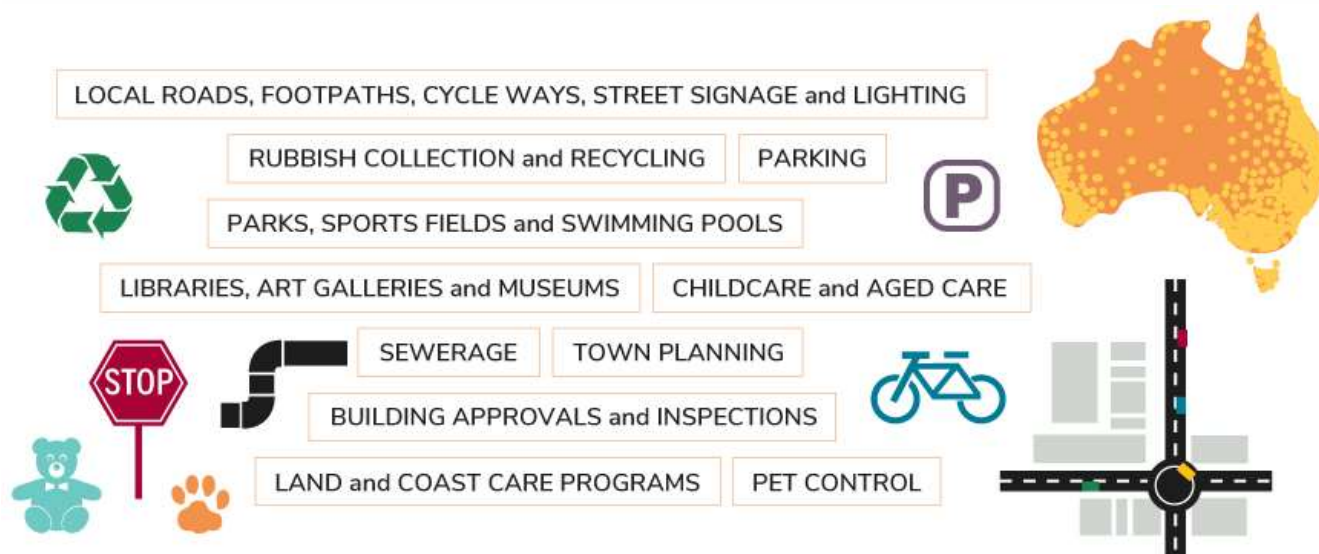 LOCAL ROADS, FOOTPATHS, CYCLE WAYS, STREET SIGNAGE and LIGHTING
RUBBISH COLLECTION and RECYCLING
PARKING
P
PARKS, SPORTS FIELDS and SWIMMING POOLS
LIBRARIES, ART GALLERIES and MUSEUMS
CHILDCARE and AGED CARE
SEWERAGE
TOWN PLANNING
STOP
BUILDING APPROVALS and INSPECTIONS
LAND and COAST CARE PROGRAMS
PET CONTROL